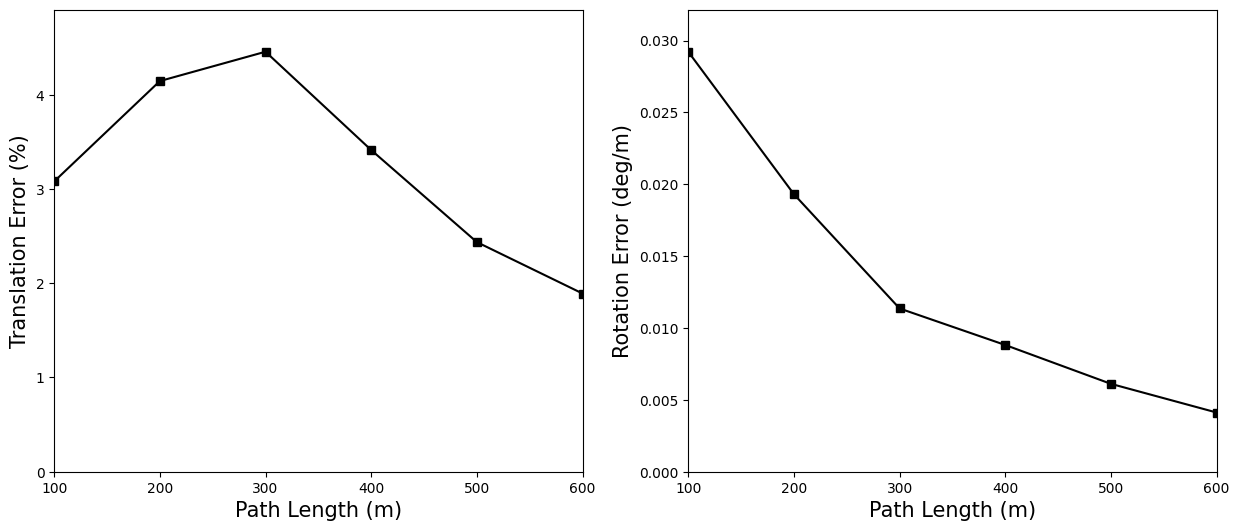 Translation Error (%)
4
3
2
1
0
100 200 300 400 500 600
Path Length (m)
Rotation Error (deg/m)
0.030
0.025
0.020
0.015
0.010
0.005
0.000
100 200 300 400 500 600
Path Length (m)